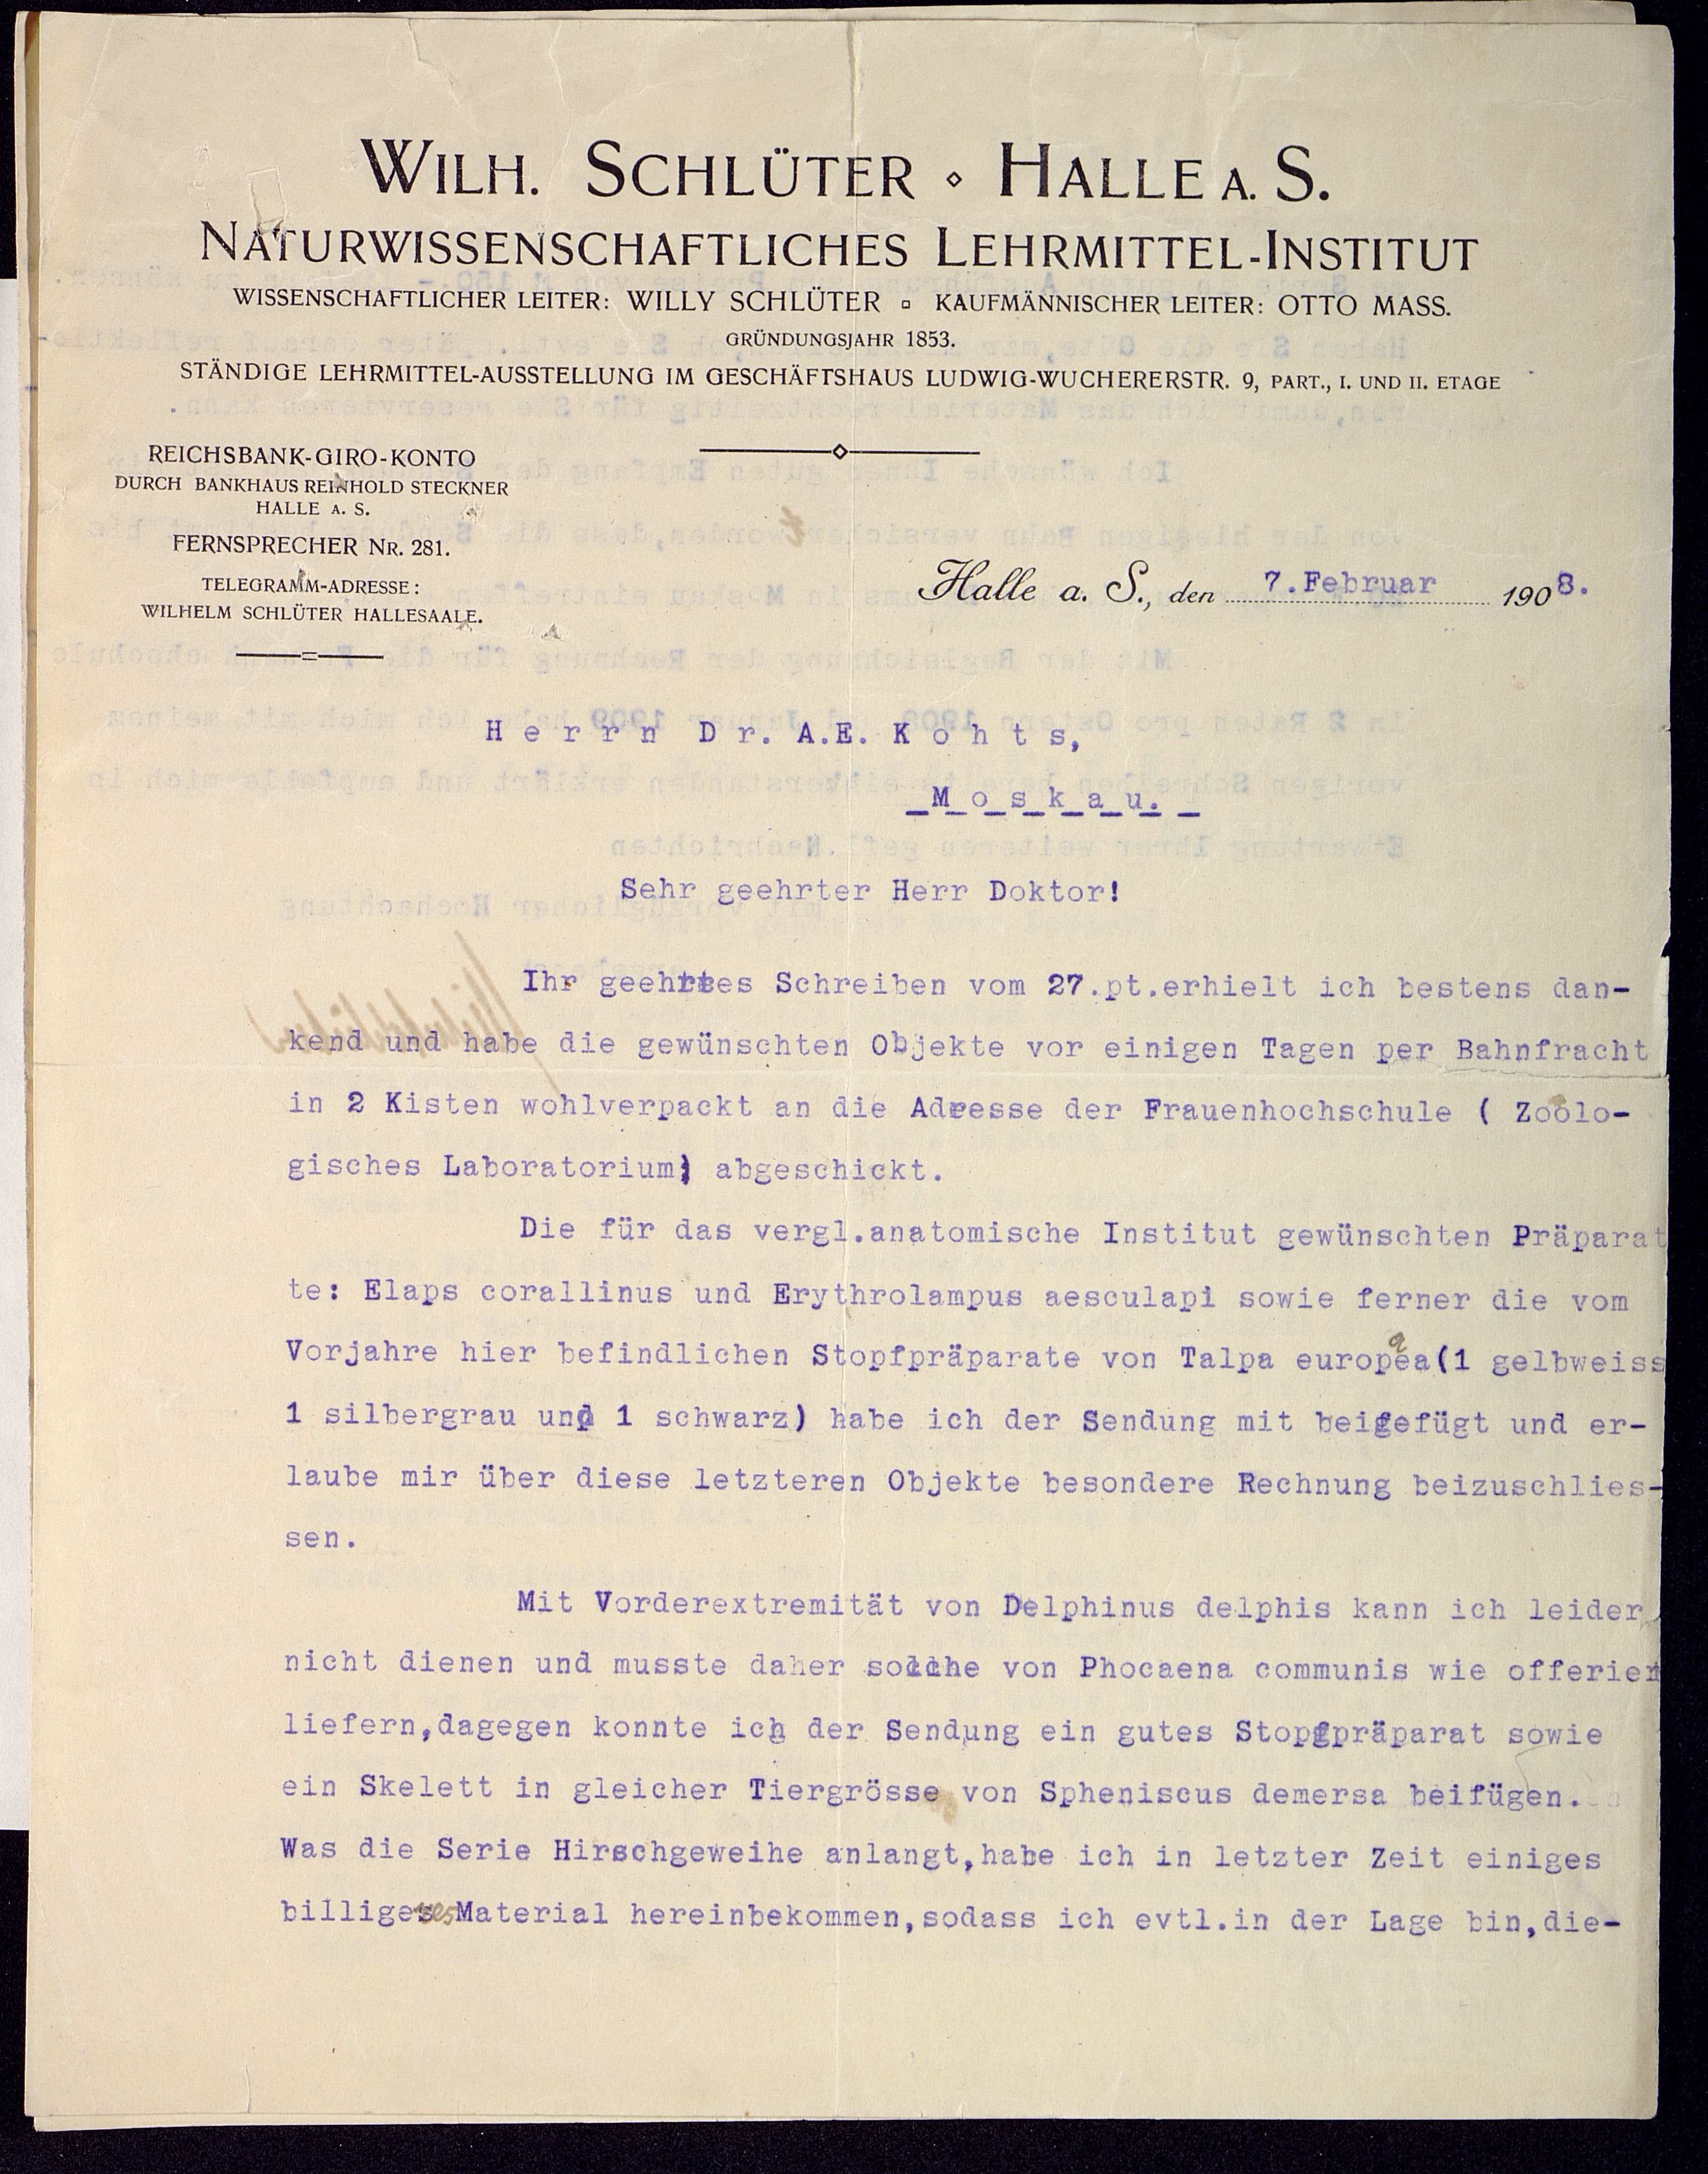 WILH. SCHLÜTER ⋄ HALLE A. S.
NATURWISSENSCHAFTLICHES LEHRMITTEL-INSTITUT
WISSENSCHAFTLICHER LEITER: WILLY SCHLÜTER ▫ KAUFMÄNNISCHER LEITER: OTTO MASS.
GRÜNDUNGSJAHR 1853.
STÄNDIGE LEHRMITTEL-AUSSTELLUNG IM GESCHÄFTSHAUS LUDWIG-WUCHERERSTR. 9, PART., I. UND II. ETAGE
REICHSBANK-GIRO-KONTO
DURCH BANKHAUS REINHOLD STECKNER
HALLE A. S.
FERNSPRECHER NR. 281.
TELEGRAMM-ADRESSE:
WILHELM SCHLÜTER HALLESAALE.
Halle a. S., den 7.Februar 1908.
Herrn Dr. A.E. Kohts,
Moskau.
Sehr geehrter Herr Doktor!
Ihr geehrtes Schreiben vom 27.pt.erhielt ich bestens dan-
kend und habe die gewünschten Objekte vor einigen Tagen per Bahnfracht
in 2 Kisten wohlverpackt an die Adresse der Frauenhochschule ( Zoolo-
gisches Laboratorium) abgeschickt.
Die für das vergl.anatomische Institut gewünschten Präparat
te: Elaps corallinus und Erythrolampus aesculapi sowie ferner die vom
Vorjahre hier befindlichen Stopfpräparate von Talpa europaea(1 gelbweiss
1 silbergrau und 1 schwarz) habe ich der Sendung mit beigefügt und er-
laube mir über diese letzteren Objekte besondere Rechnung beizuschlies-
sen.
Mit Vorderextremität von Delphinus delphis kann ich leider
nicht dienen und musste daher solche von Phocaena communis wie offeriert
liefern,dagegen konnte ich der Sendung ein gutes Stopfpräparat sowie
ein Skelett in gleicher Tiergrösse von Spheniscus demersa beifügen.
Was die Serie Hirschgeweihe anlangt,habe ich in letzter Zeit einiges
billigeres Material hereinbekommen,sodass ich evtl.in der Lage bin,die-